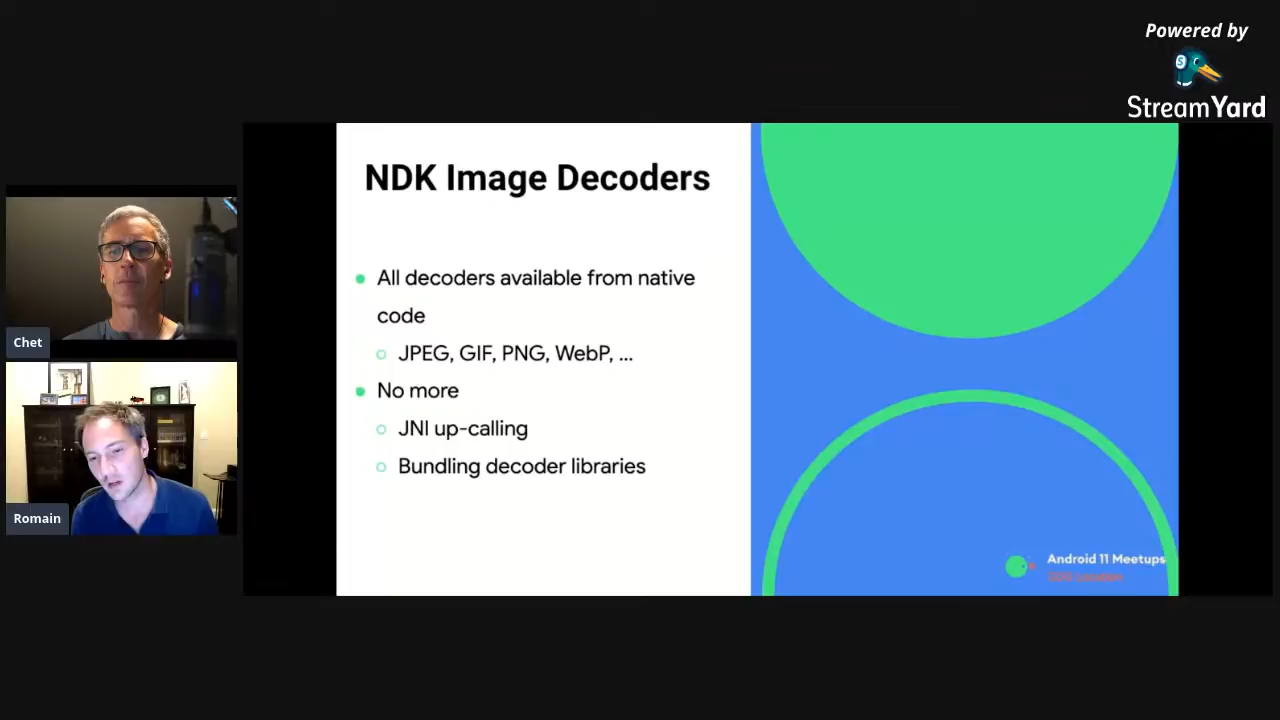 Powered by
StreamYard
NDK Image Decoders
All decoders available from native
code
JPEG, GIF, PNG, WebP, ...
No more
JNI up-calling
Bundling decoder libraries
Chet
Romain
Android 11 Meetups